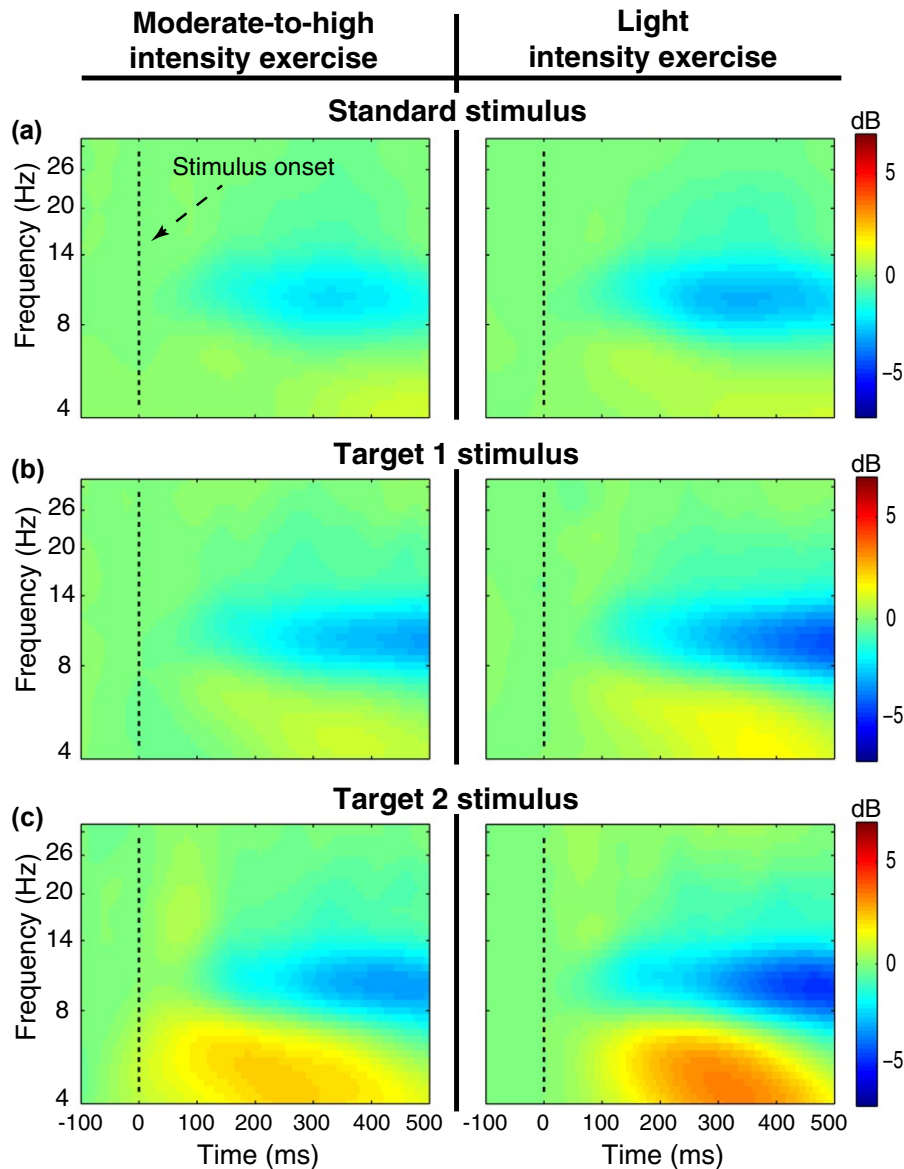 Moderate-to-high intensity exercise
Light intensity exercise
Standard stimulus
(a)
dB
Stimulus onset
Frequency (Hz)
26
20
14
8
4
5
0
−5
Target 1 stimulus
(b)
dB
Frequency (Hz)
26
20
14
8
4
5
0
−5
Target 2 stimulus
(c)
dB
Frequency (Hz)
26
20
14
8
4
5
0
−5
-100 0 100 200 300 400 500
-100 0 100 200 300 400 500
Time (ms)
Time (ms)